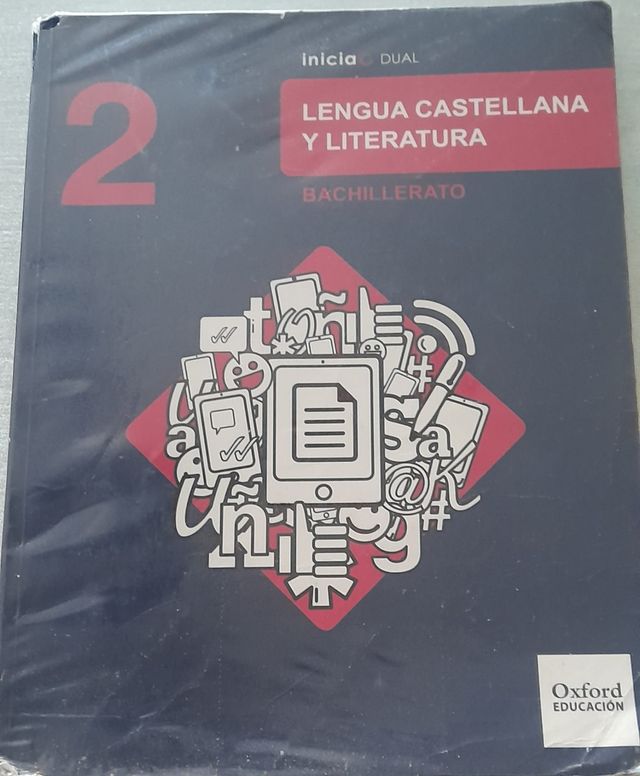 inicia DUAL
2
LENGUA CASTELLANA
Y LITERATURA
BACHILLERATO
Oxford
EDUCACIÓN